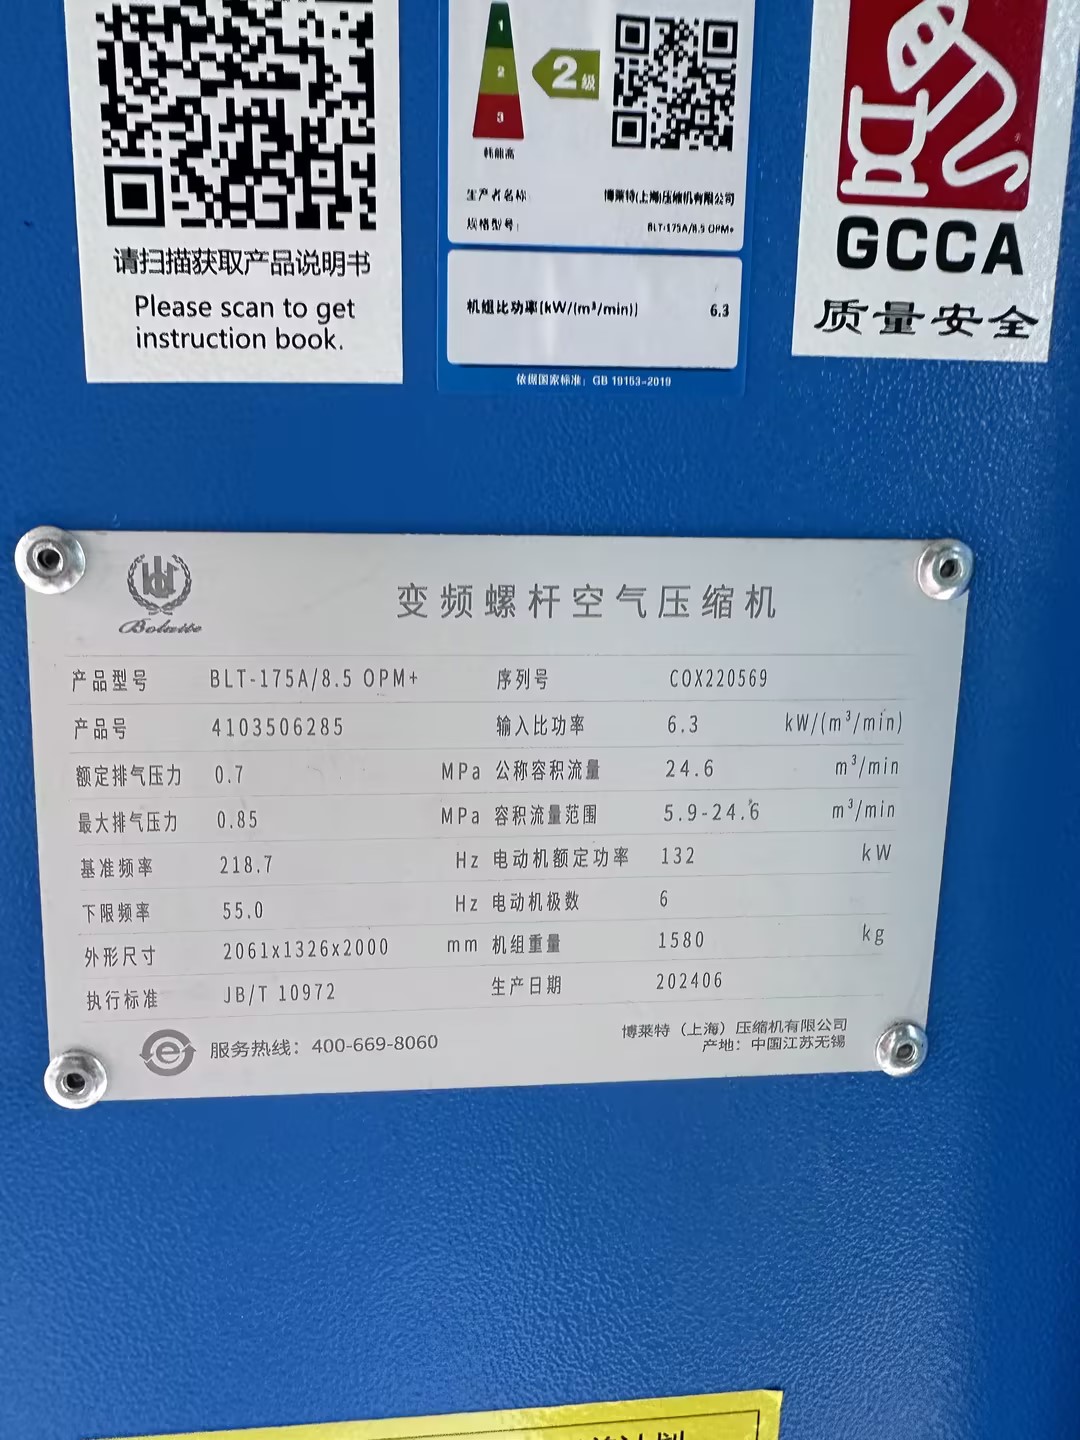 请扫描获取产品说明书
Please scan to get
instruction book.
1
2
3
2级
耗能高
生产者名称
博莱特(上海)压缩机有限公司
规格型号:
BLT-175A/8.5 OPM+
机组比功率(kW/(m³/min))
6.3
依据国家标准: GB 19153-2019
GCCA
质量安全
Bolaite
变频螺杆空气压缩机
产品型号 BLT-175A/8.5 OPM+ 序列号 COX220569
产品号 4103506285 输入比功率 6.3 kW/(m³/min)
额定排气压力 0.7 MPa 公称容积流量 24.6 m³/min
最大排气压力 0.85 MPa 容积流量范围 5.9-24.6 m³/min
基准频率 218.7 Hz 电动机额定功率 132 kW
下限频率 55.0 Hz 电动机极数 6
外形尺寸 2061x1326x2000 mm 机组重量 1580 kg
执行标准 JB/T 10972 生产日期 202406
服务热线: 400-669-8060
博莱特（上海）压缩机有限公司
产地: 中国江苏无锡